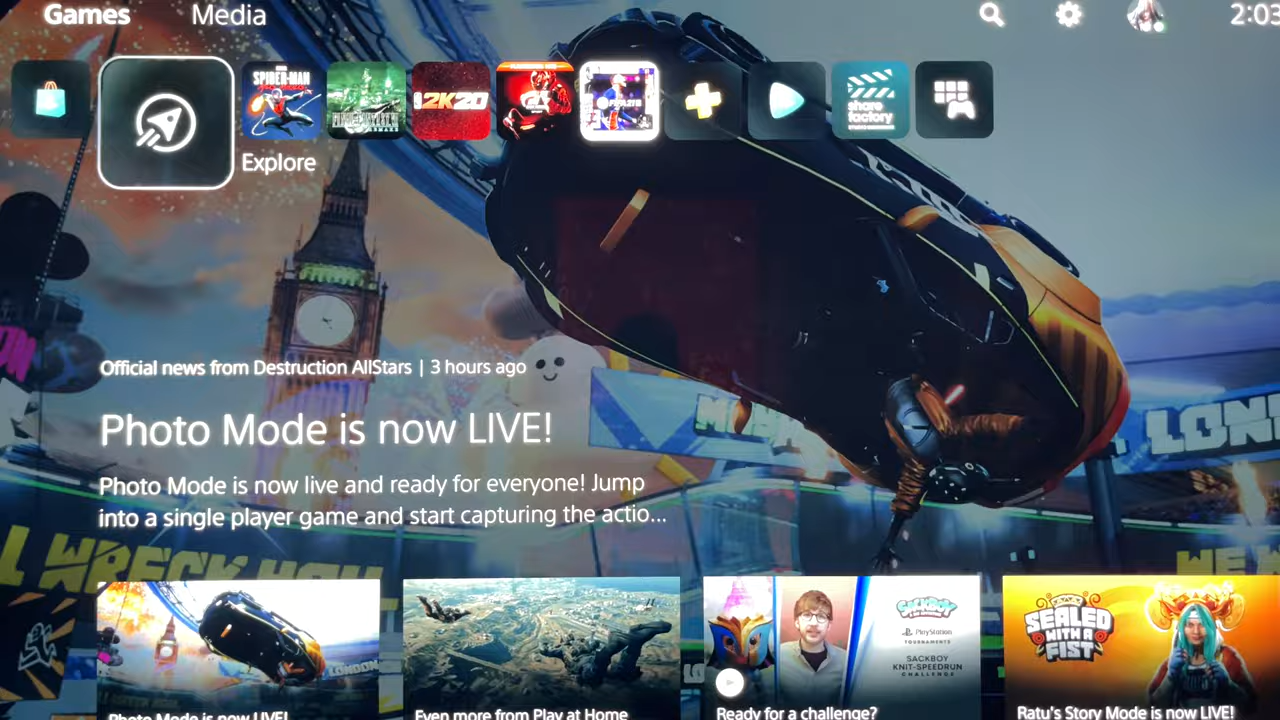 Games
Media
2:03
SPIDER-MAN
2K20
FIFA 21
share
factory
Explore
Official news from Destruction AllStars | 3 hours ago
Photo Mode is now LIVE!
Photo Mode is now live and ready for everyone! Jump
into a single player game and start capturing the actio...
LONDON
Photo Mode is now LIVE!
Even more from Play at Home
SACKBOY
PlayStation
TOURNAMENTS
SACKBOY
KNIT-SPEEDRUN
CHALLENGE
Ready for a challenge?
SEALED
WITH A
FIST
Ratu's Story Mode is now LIVE!